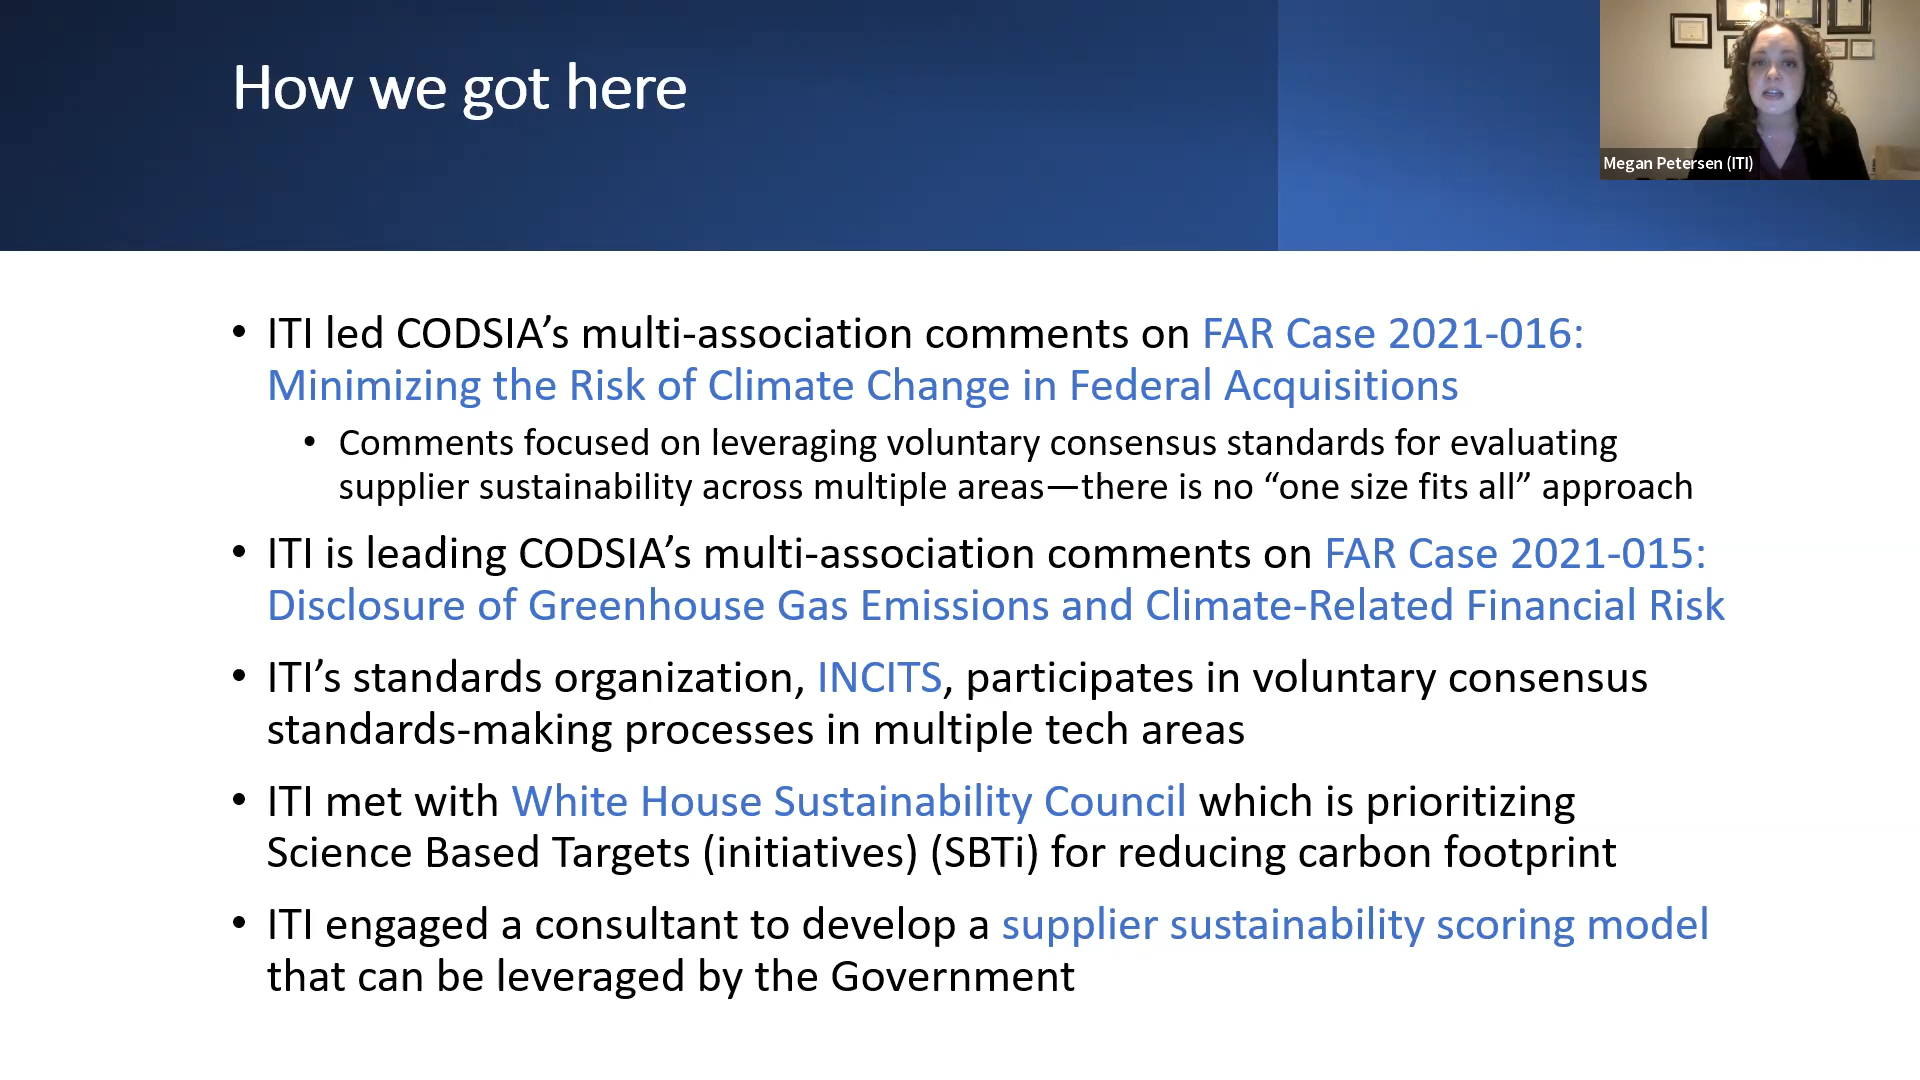 How we got here
Megan Petersen (ITI)
• ITI led CODSIA’s multi-association comments on FAR Case 2021-016:
Minimizing the Risk of Climate Change in Federal Acquisitions
• Comments focused on leveraging voluntary consensus standards for evaluating
supplier sustainability across multiple areas—there is no “one size fits all” approach
• ITI is leading CODSIA’s multi-association comments on FAR Case 2021-015:
Disclosure of Greenhouse Gas Emissions and Climate-Related Financial Risk
• ITI’s standards organization, INCITS, participates in voluntary consensus
standards-making processes in multiple tech areas
• ITI met with White House Sustainability Council which is prioritizing
Science Based Targets (initiatives) (SBTi) for reducing carbon footprint
• ITI engaged a consultant to develop a supplier sustainability scoring model
that can be leveraged by the Government